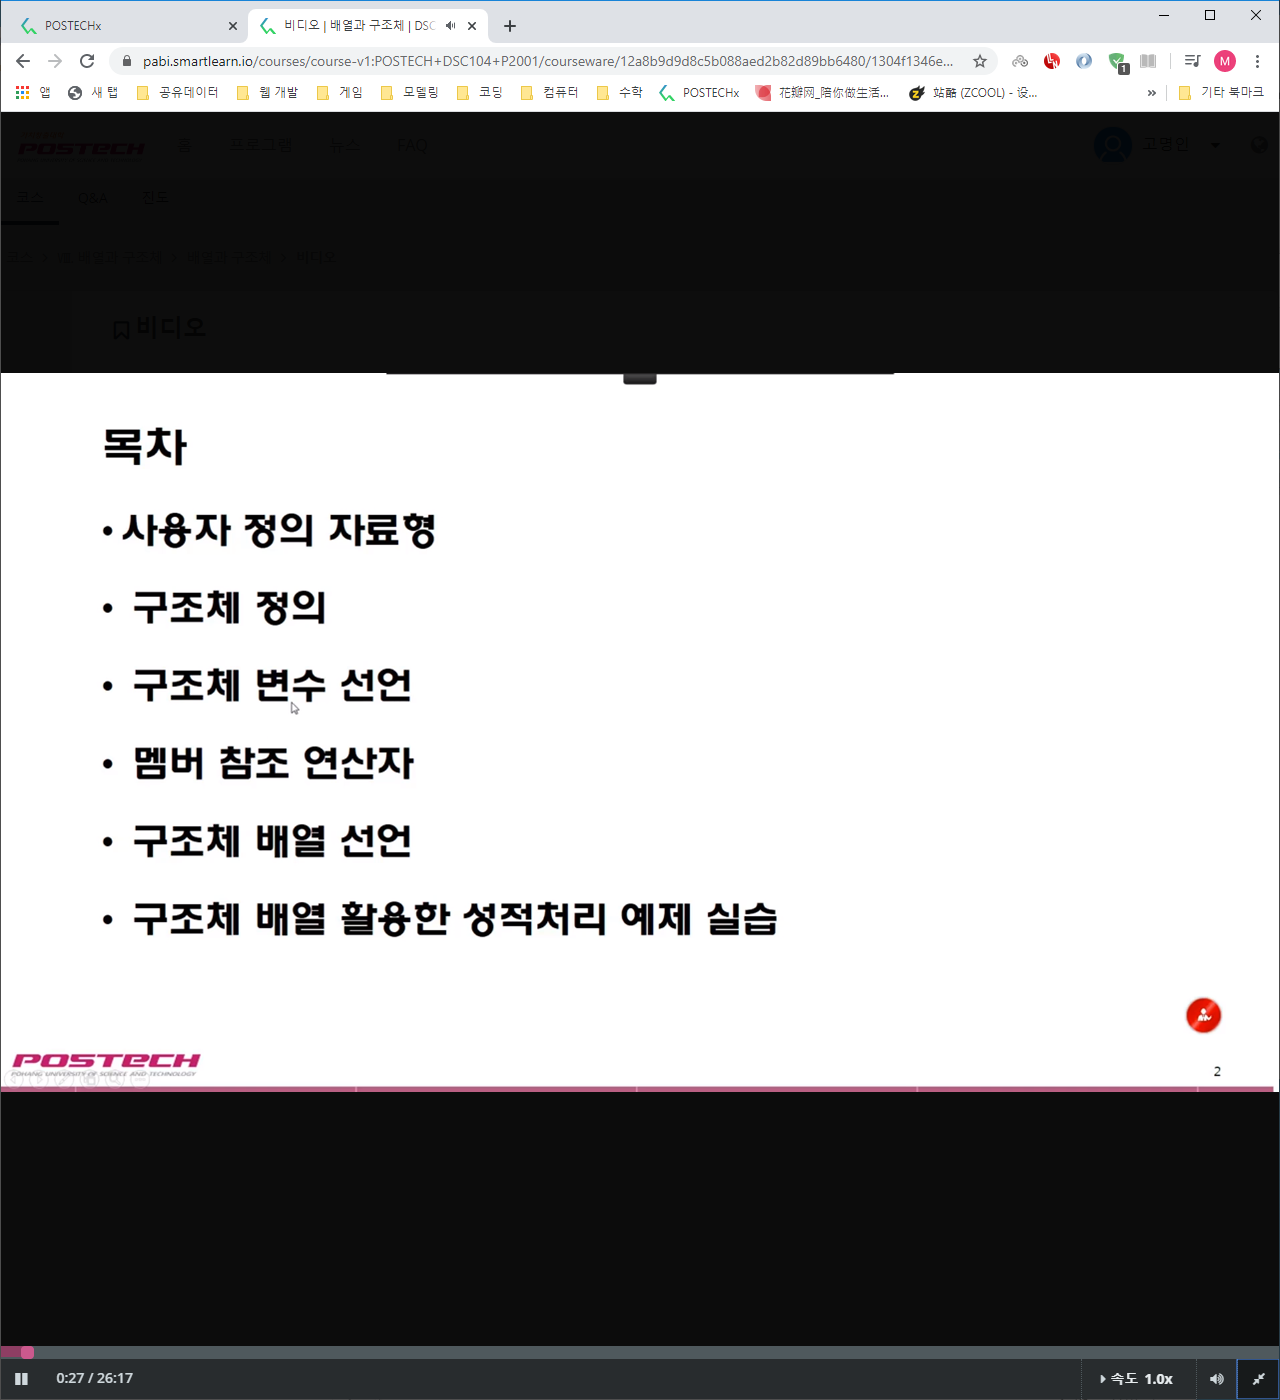 POSTECHx
비디오 | 배열과 구조체 | DSC
pabi.smartlearn.io/courses/course-v1:POSTECH+DSC104+P2001/courseware/12a8b9d9d8c5b088aed2b82d89bb6480/1304f1346e...
1
M
앱 새 탭 공유데이터 웹 개발 게임 모델링 코딩 컴퓨터 수학 POSTECHx 花瓣网_陪你做生活... 站酷 (ZCOOL) - 设... » 기타 북마크
POSTECH 홈 프로그램 뉴스 FAQ 고영민
코스 Q&A 진도
비디오
목차
• 사용자 정의 자료형
• 구조체 정의
• 구조체 변수 선언
• 멤버 참조 연산자
• 구조체 배열 선언
• 구조체 배열 활용한 성적처리 예제 실습
POSTECH
POHANG UNIVERSITY OF SCIENCE AND TECHNOLOGY
2
0:27 / 26:17
속도 1.0x